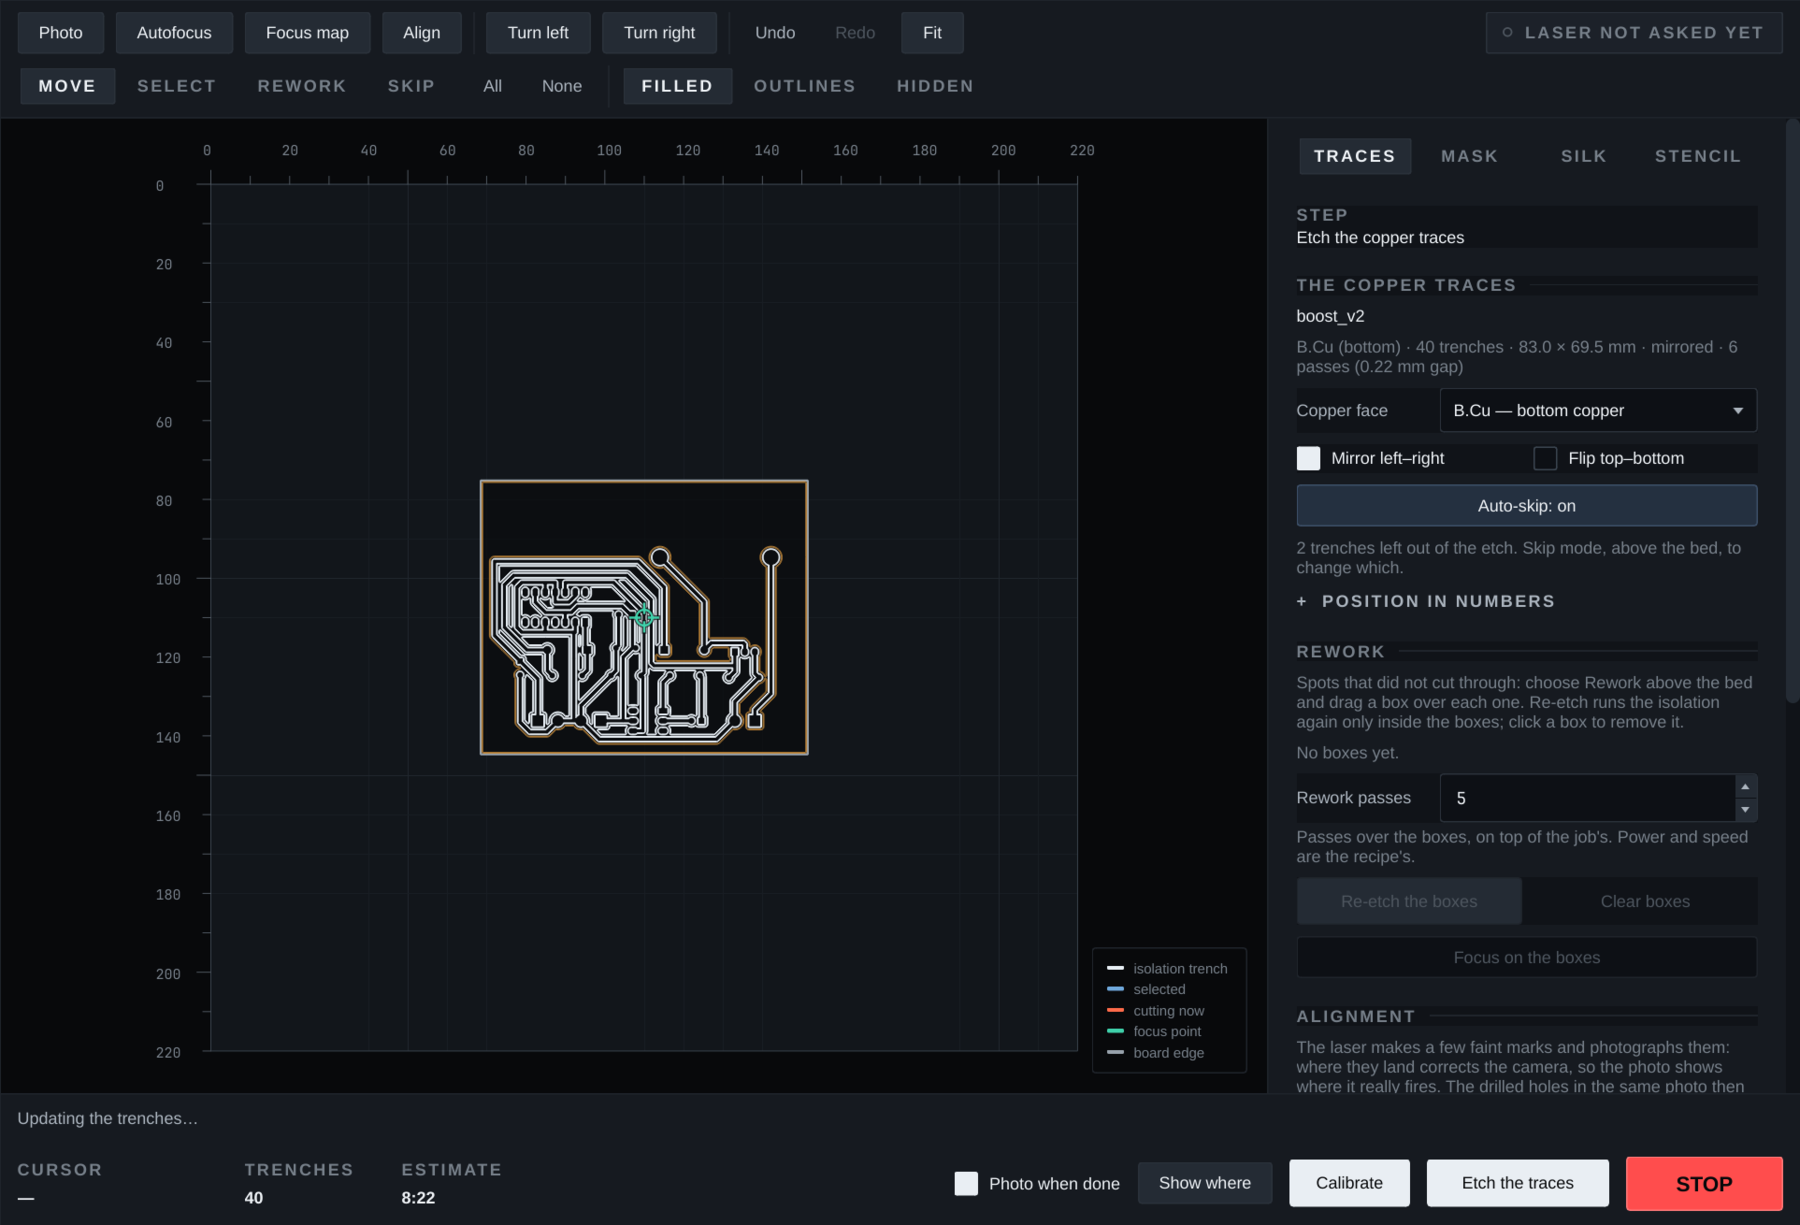 Photo Autofocus Focus map Align Turn left Turn right Undo Redo Fit LASER NOT ASKED YET
MOVE SELECT REWORK SKIP All None FILLED OUTLINES HIDDEN
0 20 40 60 80 100 120 140 160 180 200 220
0
20
40
60
80
100
120
140
160
180
200
220
isolation trench
selected
cutting now
focus point
board edge
TRACES MASK SILK STENCIL
STEP
Etch the copper traces
THE COPPER TRACES
boost_v2
B.Cu (bottom) · 40 trenches · 83.0 × 69.5 mm · mirrored · 6
passes (0.22 mm gap)
Copper face B.Cu — bottom copper
Mirror left–right Flip top–bottom
Auto-skip: on
2 trenches left out of the etch. Skip mode, above the bed, to
change which.
+ POSITION IN NUMBERS
REWORK
Spots that did not cut through: choose Rework above the bed
and drag a box over each one. Re-etch runs the isolation
again only inside the boxes; click a box to remove it.
No boxes yet.
Rework passes 5
Passes over the boxes, on top of the job's. Power and speed
are the recipe's.
Re-etch the boxes Clear boxes
Focus on the boxes
ALIGNMENT
The laser makes a few faint marks and photographs them:
where they land corrects the camera, so the photo shows
where it really fires. The drilled holes in the same photo then
Updating the trenches…
CURSOR TRENCHES ESTIMATE
— 40 8:22
Photo when done Show where Calibrate Etch the traces STOP